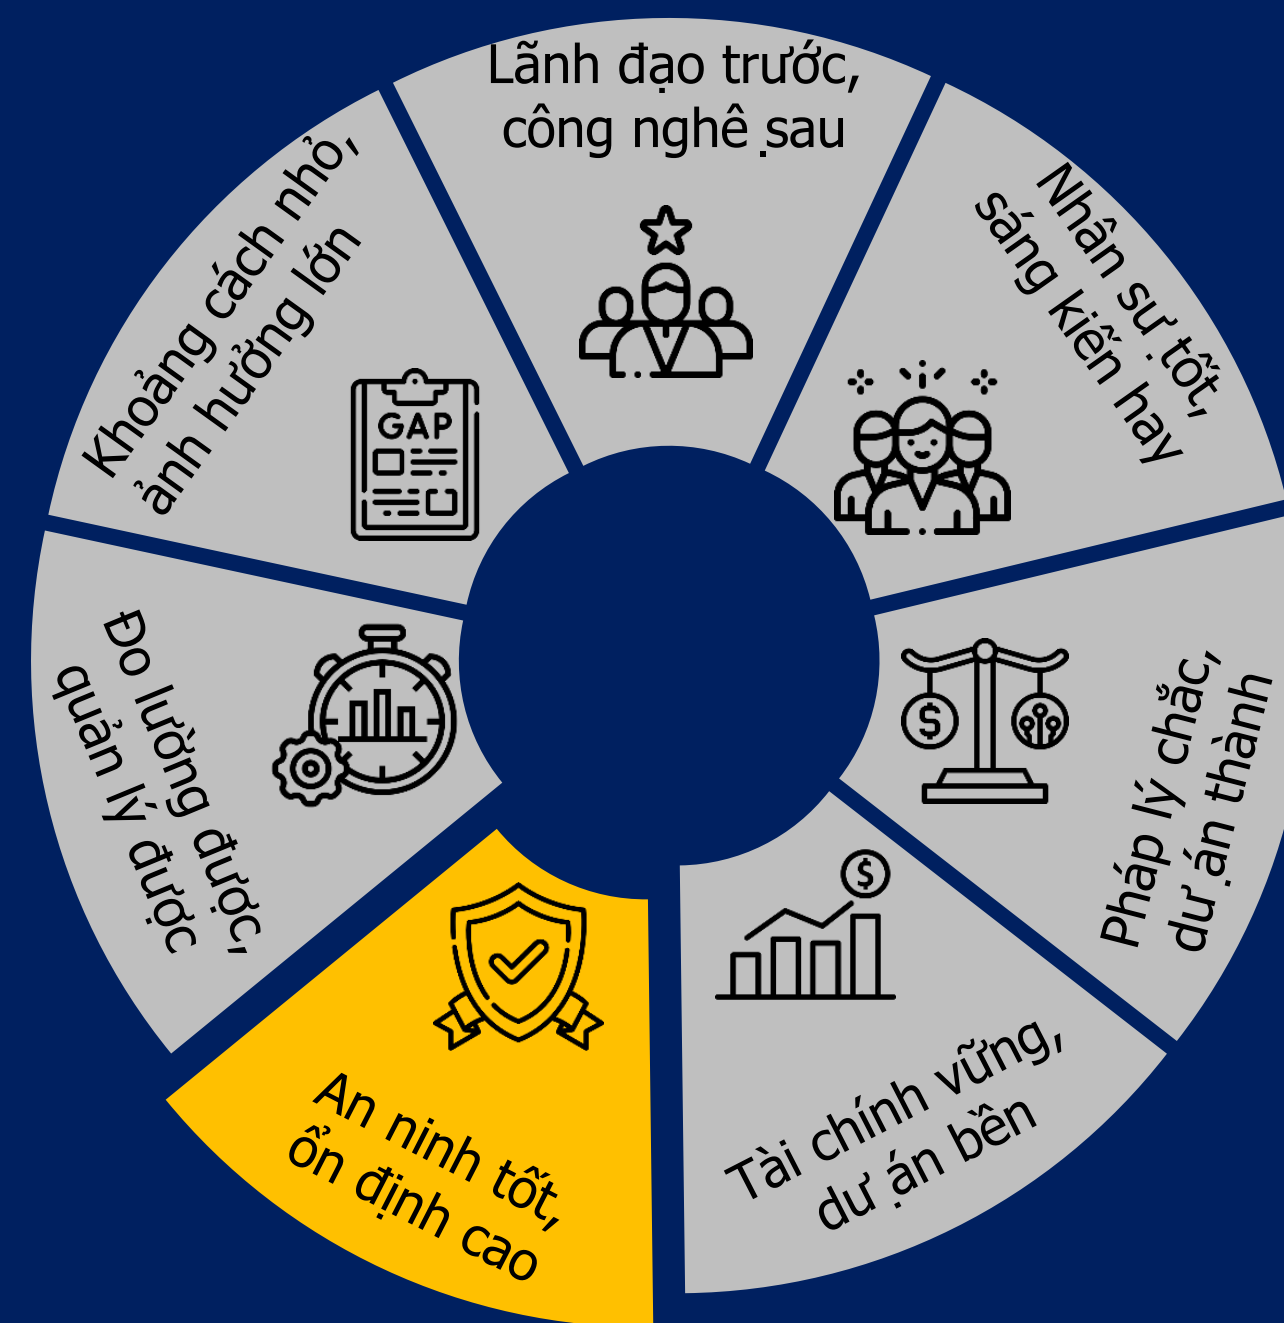 Lãnh đạo trước,
công nghệ sau
Nhân sự tốt,
sáng kiến hay
$
Pháp lý chắc,
dự án thành
$
Tài chính vững,
dự án bền
An ninh tốt,
ổn định cao
Đo lường được,
quản lý được
Khoảng cách nhỏ,
ảnh hưởng lớn
GAP